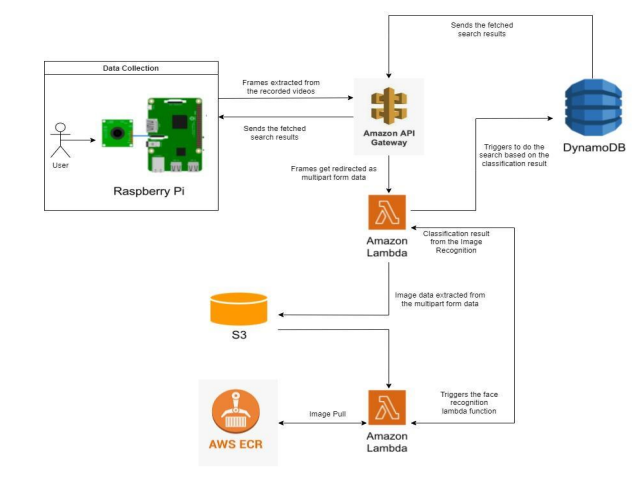 Sends the fetched
search results
Data Collection
Frames extracted from
the recorded videos
Sends the fetched
search results
User
Raspberry Pi
Amazon API
Gateway
DynamoDB
Triggers to do the
search based on the
classification result
Frames get redirected as
multipart form data
Amazon
Lambda
Classification result
from the Image
Recognition
Image data extracted from
the multipart form data
S3
AWS ECR
Image Pull
Amazon
Lambda
Triggers the face
recognition
lambda function